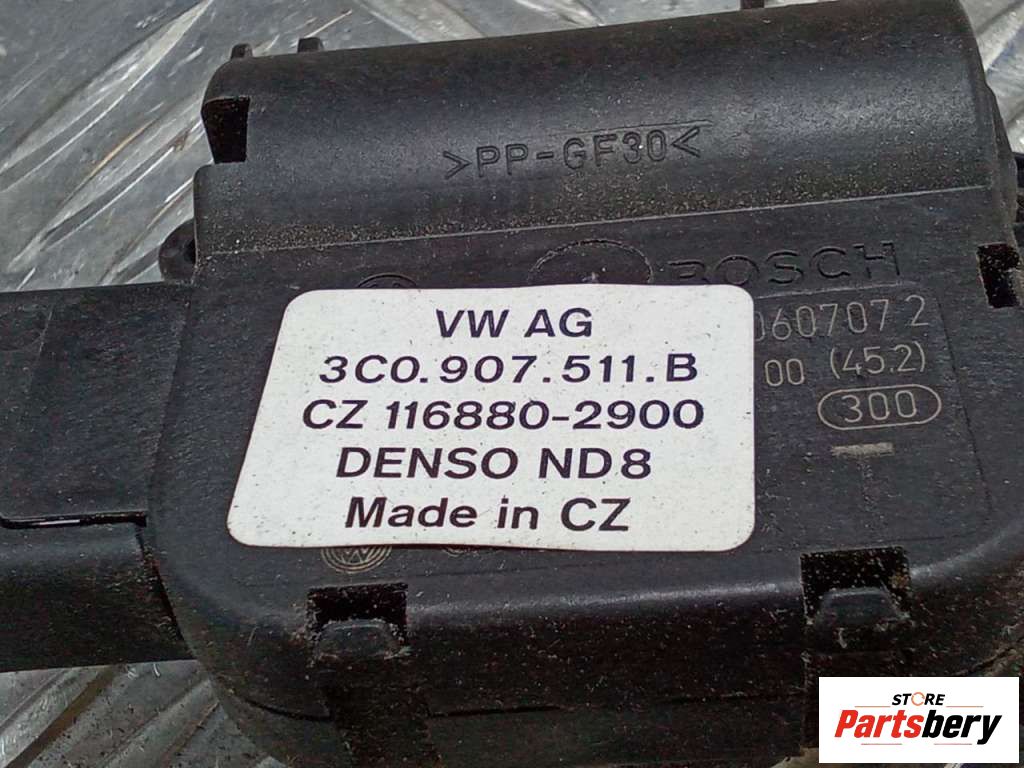 >PP-GF30<
BOSCH
VW AG
3C0.907.511.B
CZ 116880-2900
DENSO ND8
Made in CZ
060707 2
00 (45.2)
300
STORE
Partsbery